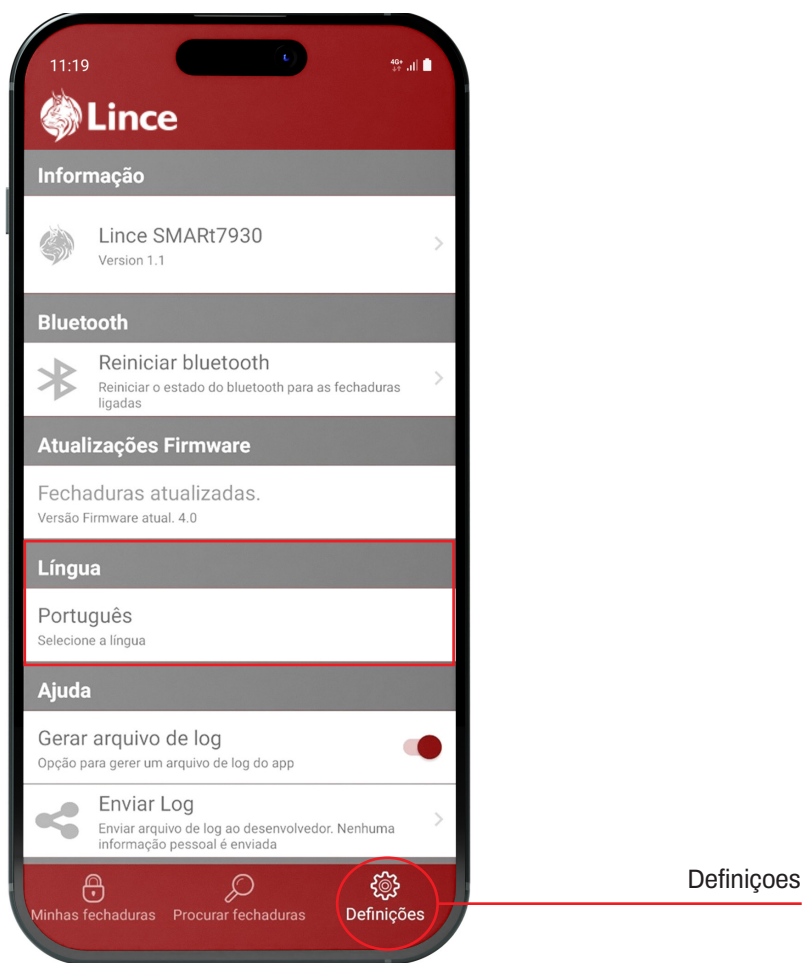 11:19
4G+
Lince
Informação
Lince SMARt7930
Version 1.1
Bluetooth
Reiniciar bluetooth
Reiniciar o estado do bluetooth para as fechaduras
ligadas
Atualizações Firmware
Fechaduras atualizadas.
Versão Firmware atual. 4.0
Língua
Português
Selecione a língua
Ajuda
Gerar arquivo de log
Opção para gerer um arquivo de log do app
Enviar Log
Enviar arquivo de log ao desenvolvedor. Nenhuma
informação pessoal é enviada
Minhas fechaduras Procurar fechaduras Definições
Definiçoes